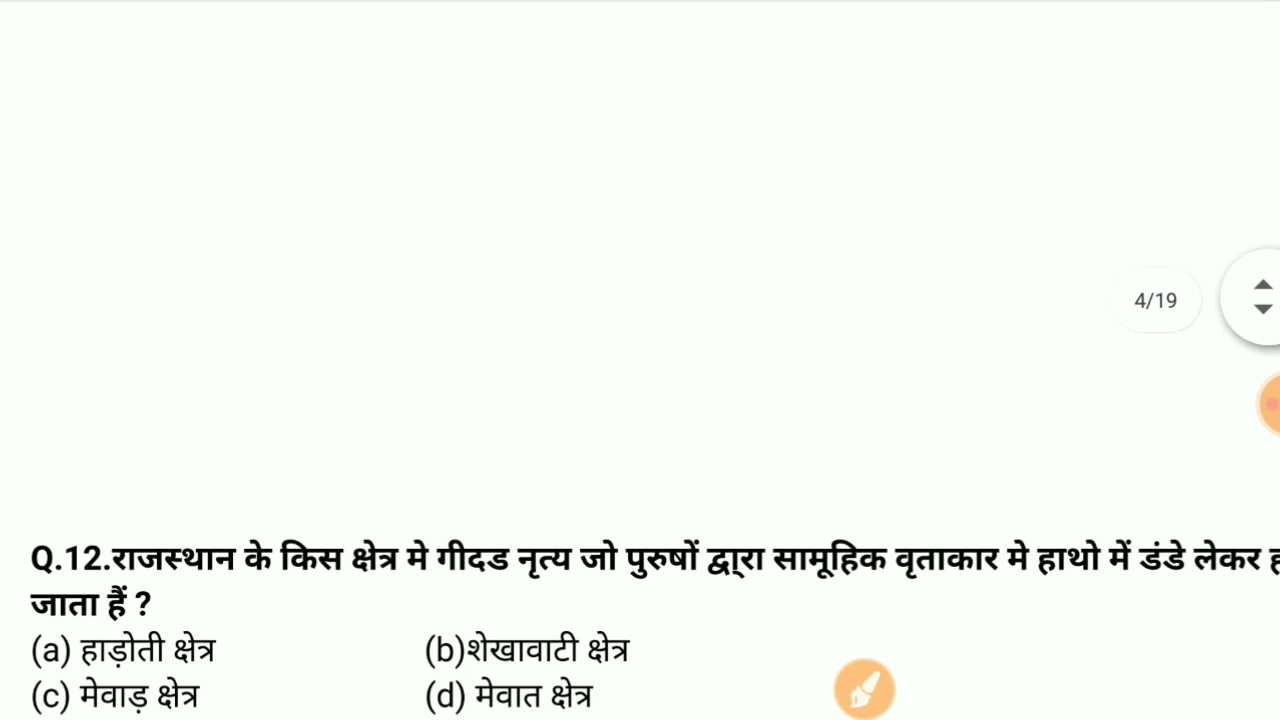 4/19
Q.12.राजस्थान के किस क्षेत्र मे गीदड नृत्य जो पुरुषों द्वा्रा सामूहिक वृताकार मे हाथो में डंडे लेकर
जाता हैं ?
(a) हाड़ोती क्षेत्र (b)शेखावाटी क्षेत्र
(c) मेवाड़ क्षेत्र (d) मेवात क्षेत्र